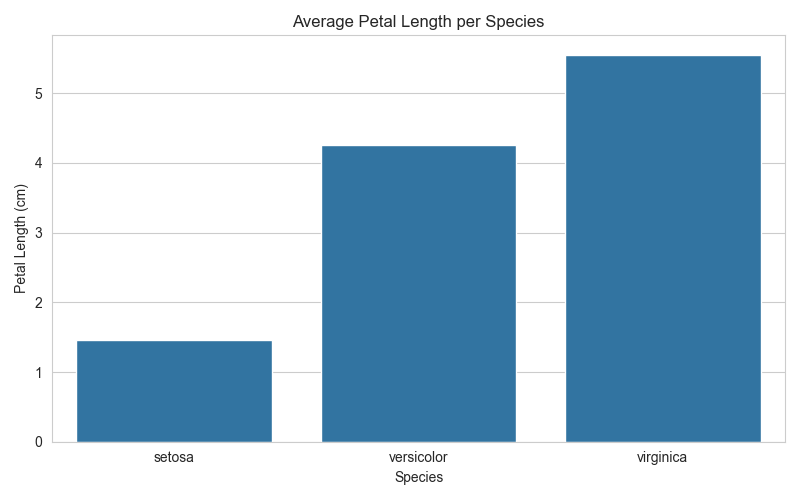 Average Petal Length per Species
Petal Length (cm)
5
4
3
2
1
0
setosa versicolor virginica
Species